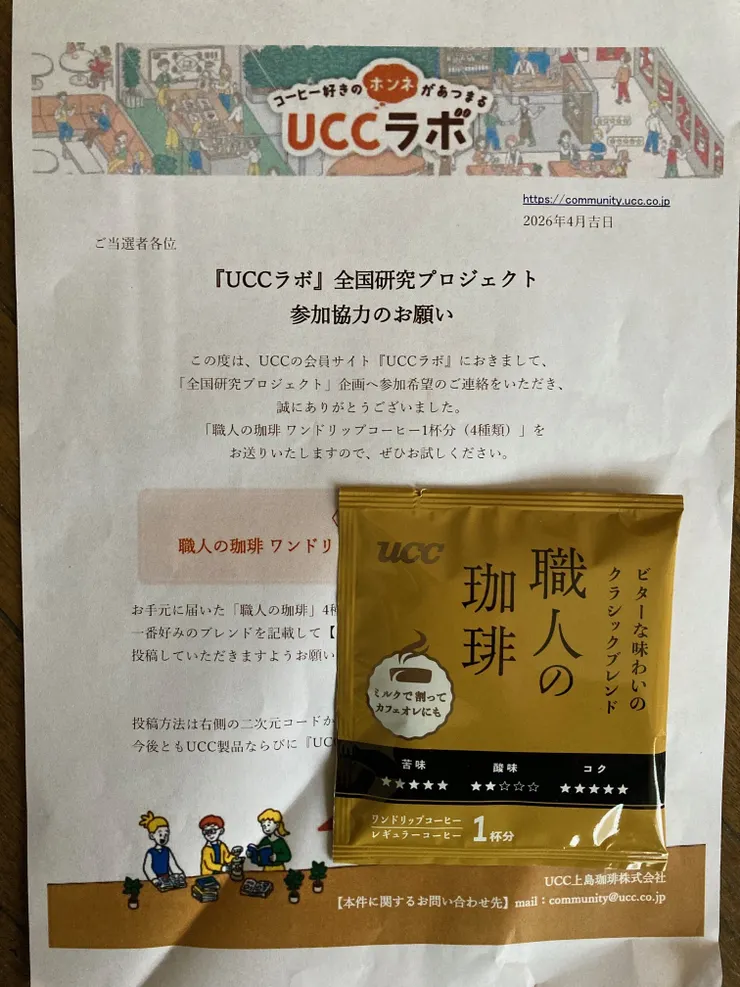 コーヒー好きの ホンネ があつまる
UCCラボ
https://community.ucc.co.jp
2026年4月吉日
ご当選者各位
『UCCラボ』全国研究プロジェクト
参加協力のお願い
この度は、UCCの会員サイト『UCCラボ』におきまして、
「全国研究プロジェクト」企画へ参加希望のご連絡をいただき、
誠にありがとうございました。
「職人の珈琲 ワンドリップコーヒー1杯分（4種類）」を
お送りいたしますので、ぜひお試しください。
職人の珈琲 ワンドリ
お手元に届いた「職人の珈琲」4種
一番好みのブレンドを記載して【
投稿していただきますようお願い
投稿方法は右側の二次元コードか
今後ともUCC製品ならびに『UC
ucc
職人の
珈琲
ビターな味わいの
クラシックブレンド
ミルクで割って
カフェオレにも
苦味 酸味 コク
★★★★★ ★★☆☆☆ ★★★★★
ワンドリップコーヒー
レギュラーコーヒー 1杯分
UCC上島珈琲株式会社
【本件に関するお問い合わせ先】mail：community@ucc.co.jp